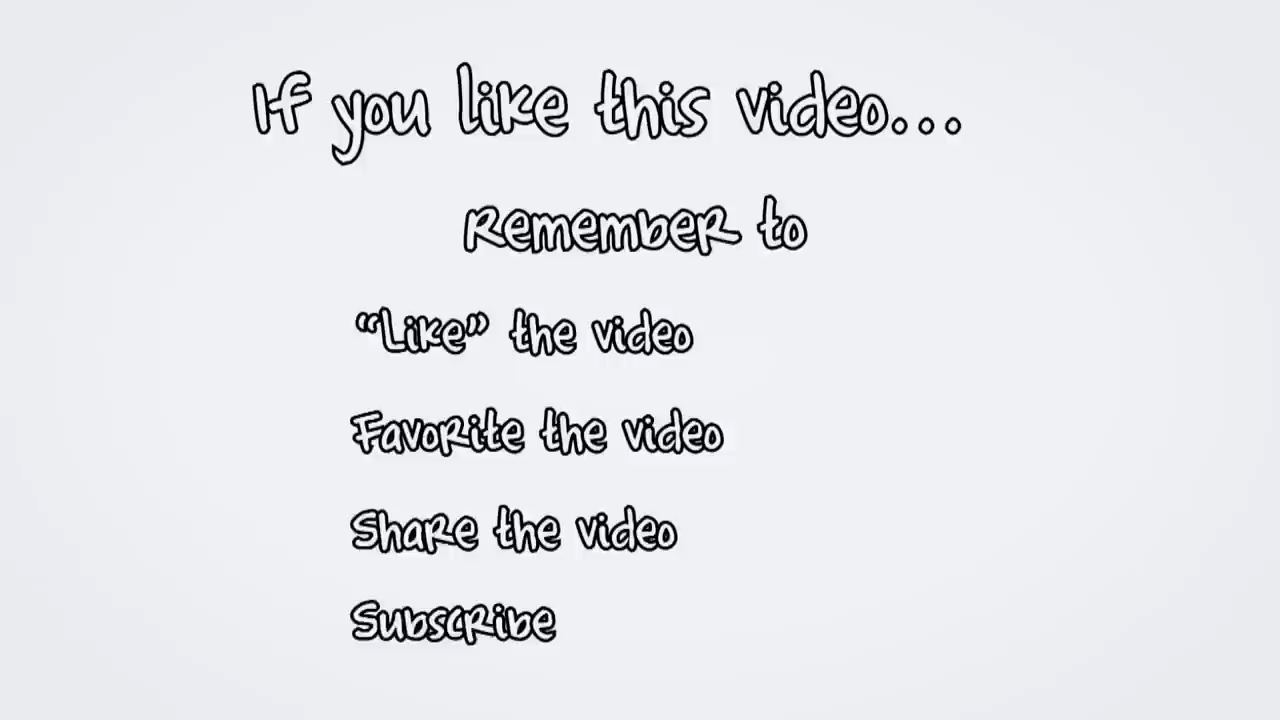 If you like this video...
Remember to
“Like” the video
Favorite the video
Share the video
Subscribe